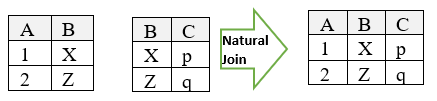 A B
1 X
2 Z
B C
X p
Z q
Natural
Join
A B C
1 X p
2 Z q